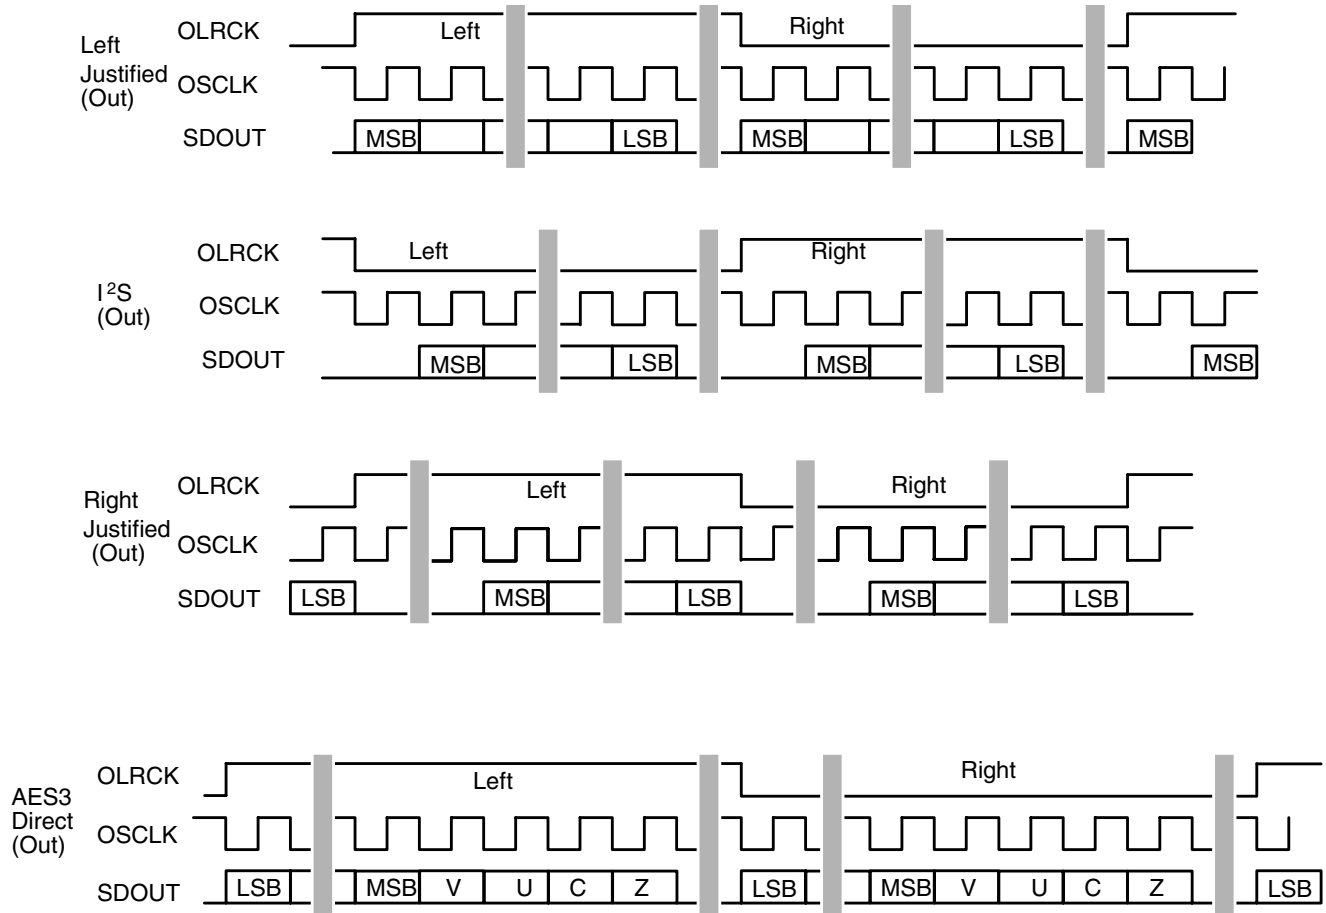 Left
Justified
(Out)
OLRCK Left Right
OSCLK
SDOUT MSB LSB MSB LSB MSB
I²S
(Out)
OLRCK Left Right
OSCLK
SDOUT MSB LSB MSB LSB MSB
Right
Justified
(Out)
OLRCK Left Right
OSCLK
SDOUT LSB MSB LSB MSB LSB
AES3
Direct
(Out)
OLRCK Left Right
OSCLK
SDOUT LSB MSB V U C Z LSB MSB V U C Z LSB